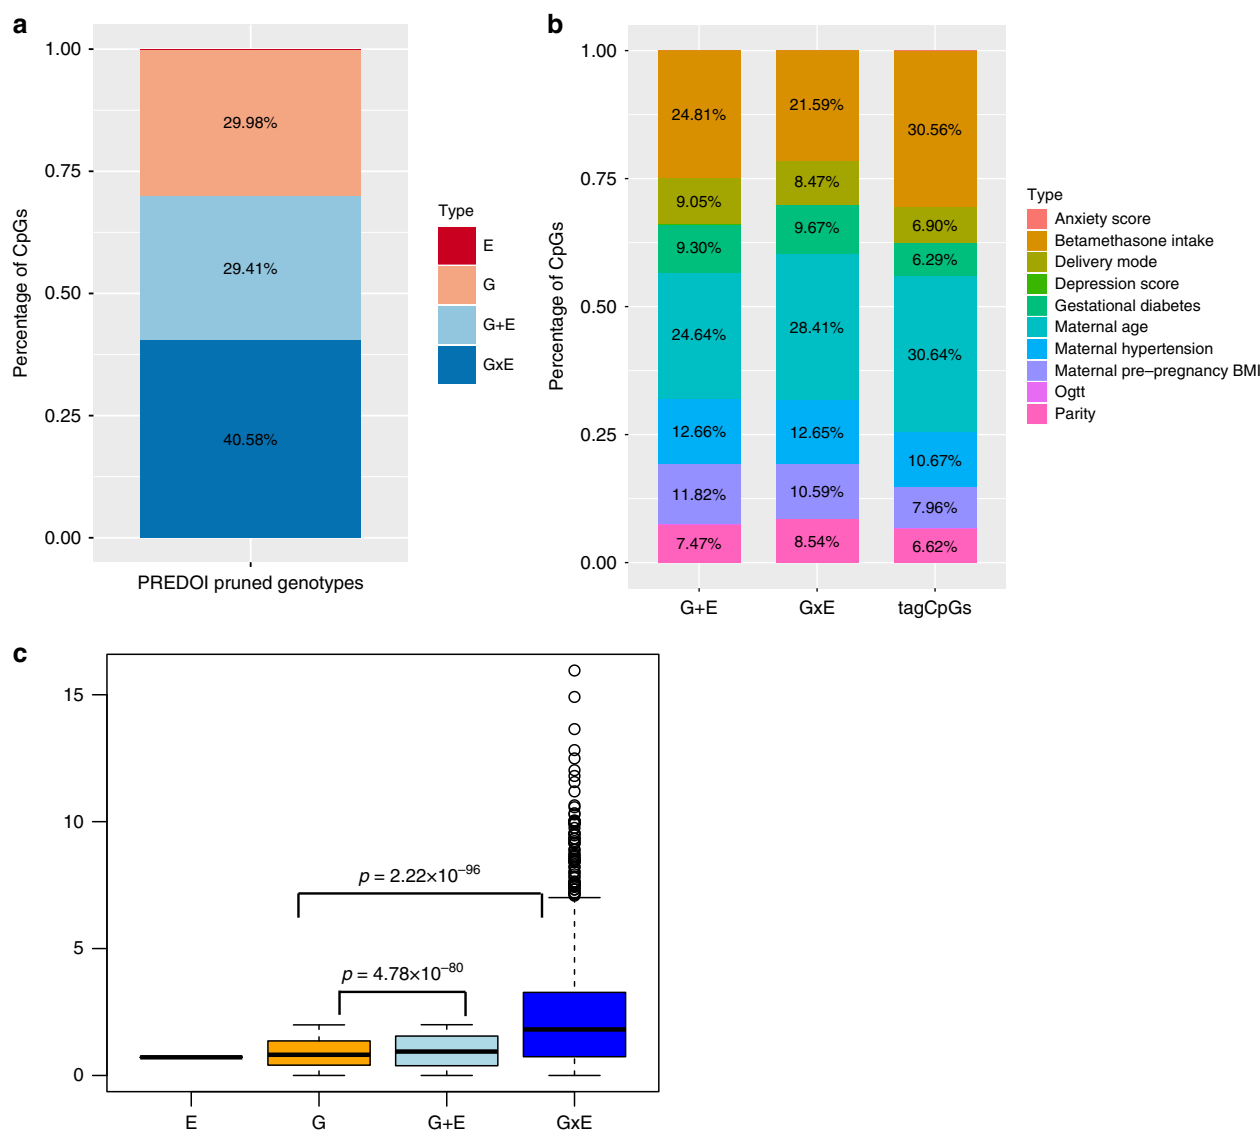 a
Percentage of CpGs
1.00
0.75
0.50
0.25
0.00
29.98%
29.41%
40.58%
PREDOI pruned genotypes
Type
E
G
G+E
GxE
b
Percentage of CpGs
1.00
0.75
0.50
0.25
0.00
24.81%
9.05%
9.30%
24.64%
12.66%
11.82%
7.47%
21.59%
8.47%
9.67%
28.41%
12.65%
10.59%
8.54%
30.56%
6.90%
6.29%
30.64%
10.67%
7.96%
6.62%
G+E
GxE
tagCpGs
Type
Anxiety score
Betamethasone intake
Delivery mode
Depression score
Gestational diabetes
Maternal age
Maternal hypertension
Maternal pre–pregnancy BMI
Ogtt
Parity
c
15
10
5
0
p = 2.22×10⁻⁹⁶
p = 4.78×10⁻⁸⁰
E
G
G+E
GxE